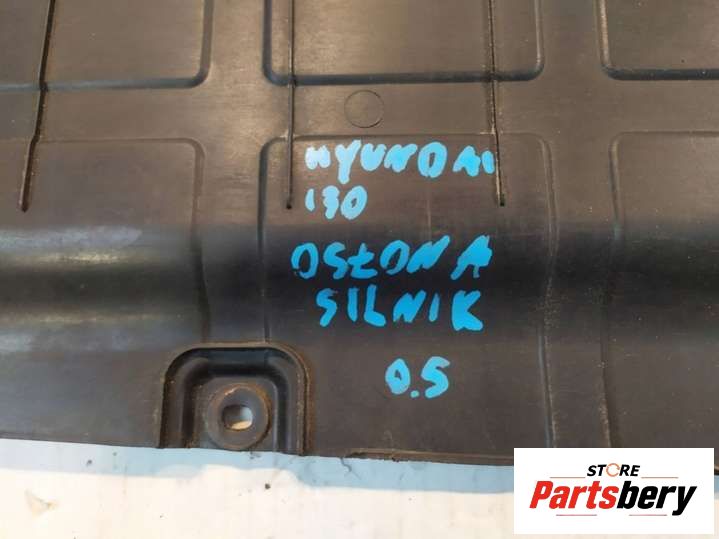 HYUNDAI
i30
OSŁONA
SILNIK
0.5
STORE
Partsbery